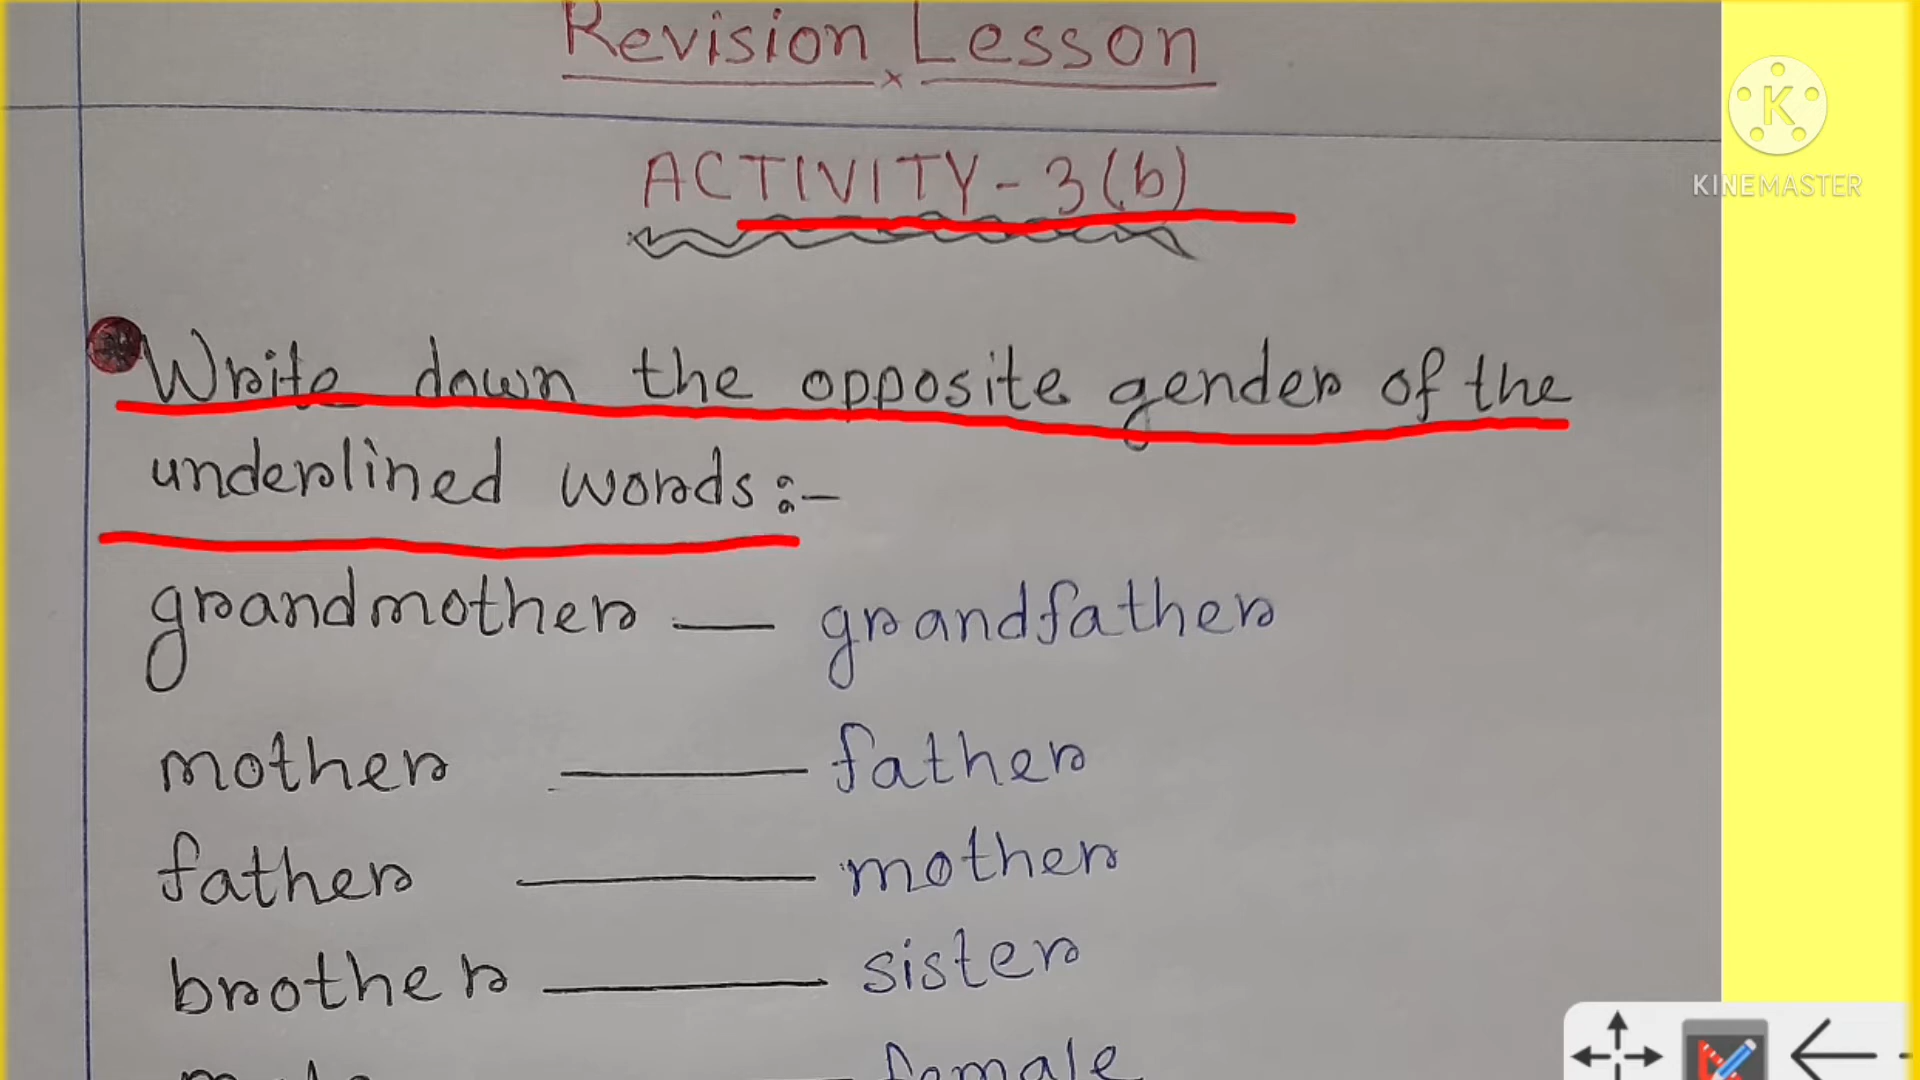 Revision Lesson
ACTIVITY - 3(b)
KINEMASTER
Write down the opposite gender of the
underlined words :-
grandmother — grandfather
mother — father
father — mother
brother — sister
female